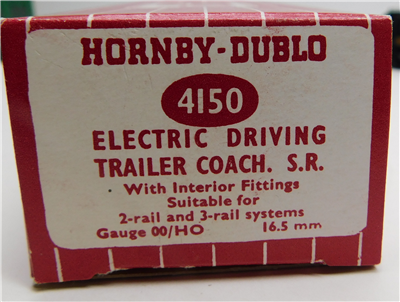 HORNBY-DUBLO
4150
ELECTRIC DRIVING
TRAILER COACH. S.R.
With Interior Fittings
Suitable for
2-rail and 3-rail systems
Gauge 00/HO 16.5 mm